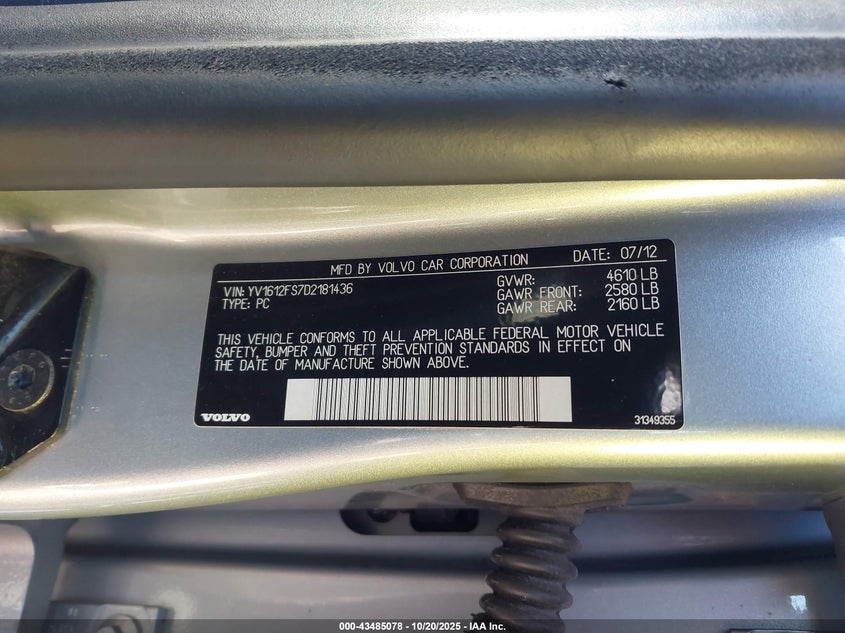 MFD BY VOLVO CAR CORPORATION DATE: 07/12
VIN: YV1612FS7D2181436 GVWR: 4610 LB
TYPE: PC GAWR FRONT: 2580 LB
GAWR REAR: 2160 LB
THIS VEHICLE CONFORMS TO ALL APPLICABLE FEDERAL MOTOR VEHICLE
SAFETY, BUMPER AND THEFT PREVENTION STANDARDS IN EFFECT ON
THE DATE OF MANUFACTURE SHOWN ABOVE.
VOLVO 31349355
000-43485078 - 10/20/2025 - IAA Inc.